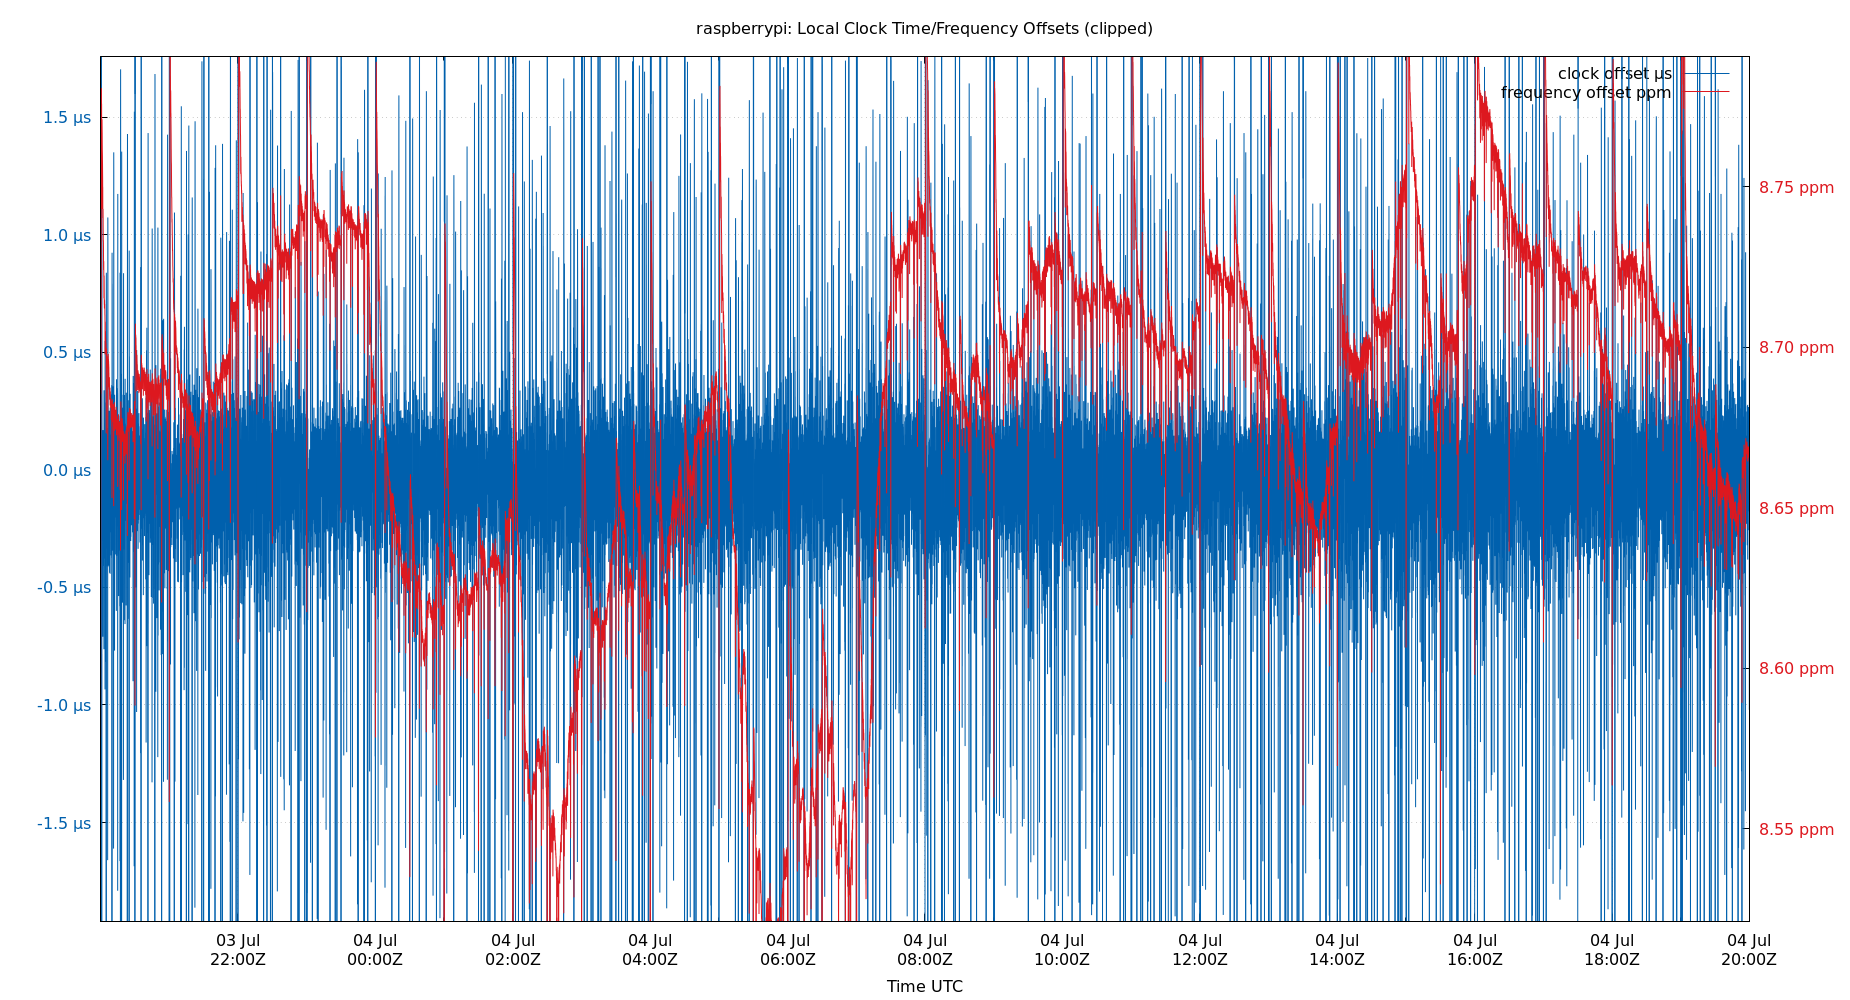 raspberrypi: Local Clock Time/Frequency Offsets (clipped)
clock offset µs
frequency offset ppm
1.5 µs
1.0 µs
0.5 µs
0.0 µs
-0.5 µs
-1.0 µs
-1.5 µs
8.75 ppm
8.70 ppm
8.65 ppm
8.60 ppm
8.55 ppm
03 Jul 04 Jul 04 Jul 04 Jul 04 Jul 04 Jul 04 Jul 04 Jul 04 Jul 04 Jul 04 Jul 04 Jul
22:00Z 00:00Z 02:00Z 04:00Z 06:00Z 08:00Z 10:00Z 12:00Z 14:00Z 16:00Z 18:00Z 20:00Z
Time UTC